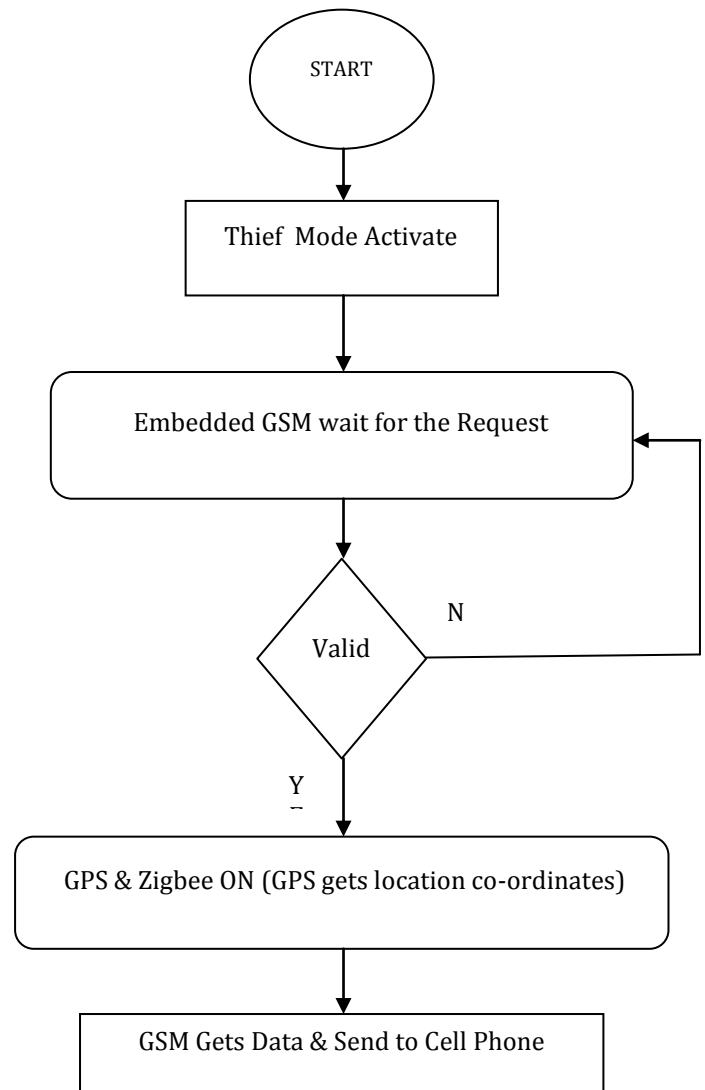 START
Thief Mode Activate
Embedded GSM wait for the Request
N
Valid
Y
GPS & Zigbee ON (GPS gets location co-ordinates)
GSM Gets Data & Send to Cell Phone